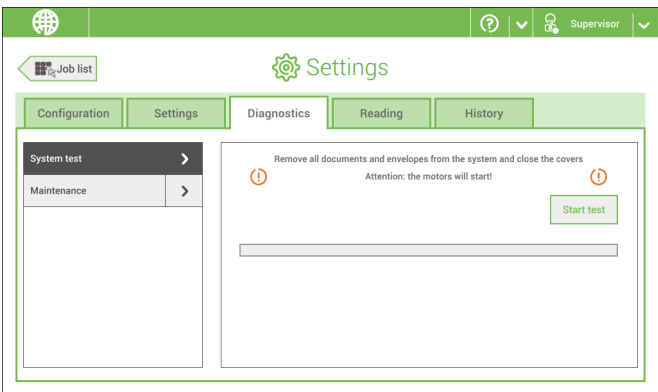 Supervisor
Job list
Settings
Configuration
Settings
Diagnostics
Reading
History
System test
Maintenance
Remove all documents and envelopes from the system and close the covers
Attention: the motors will start!
Start test